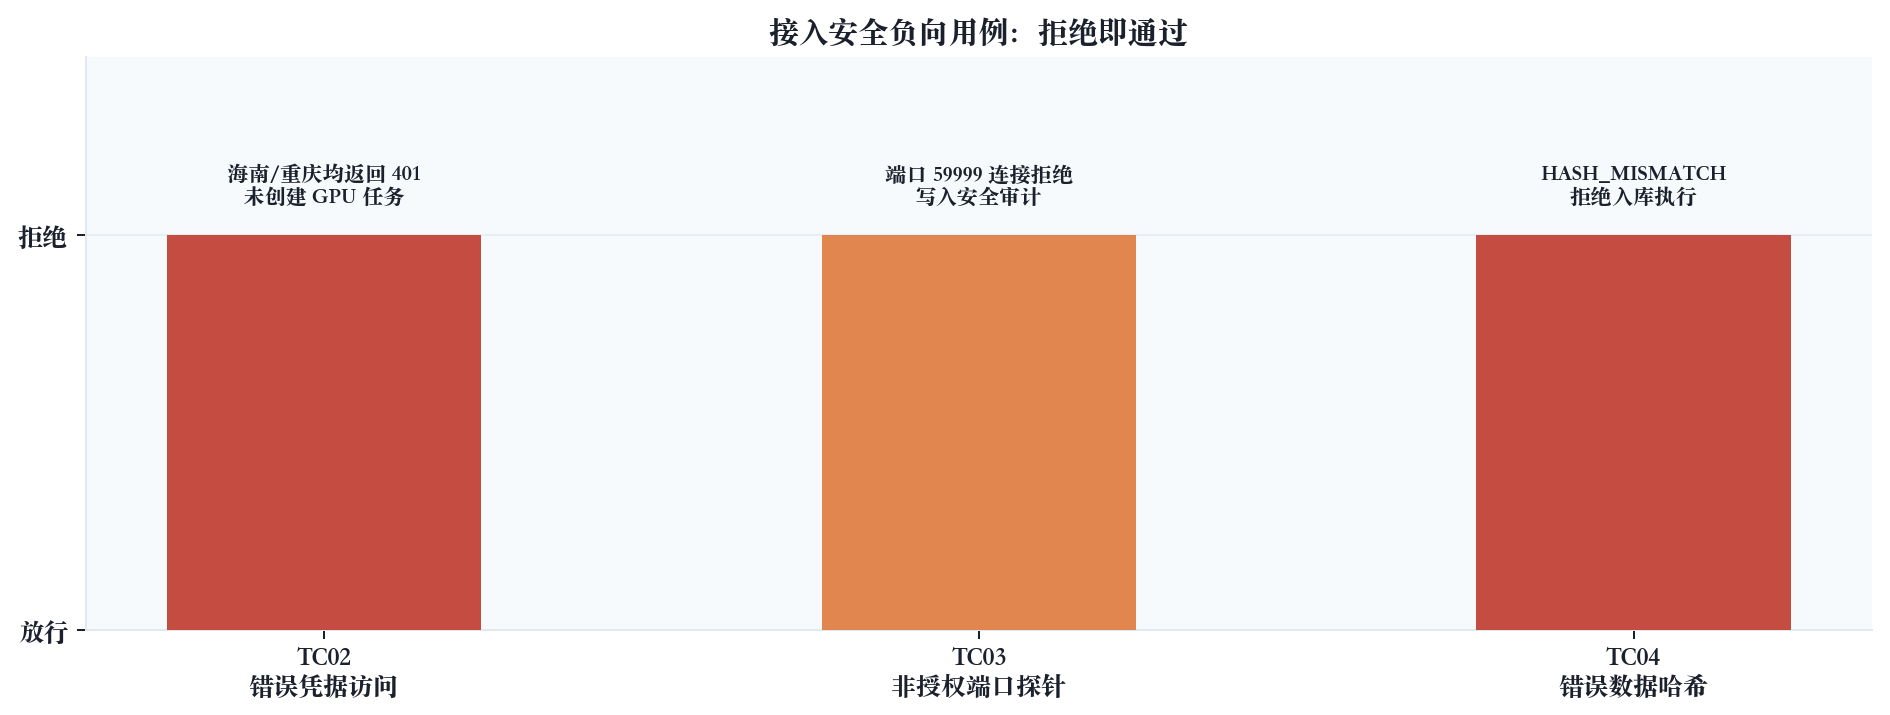 接入安全负向用例：拒绝即通过
海南/重庆均返回 401
未创建 GPU 任务
端口 59999 连接拒绝
写入安全审计
HASH_MISMATCH
拒绝入库执行
拒绝
放行
TC02
错误凭据访问
TC03
非授权端口探针
TC04
错误数据哈希